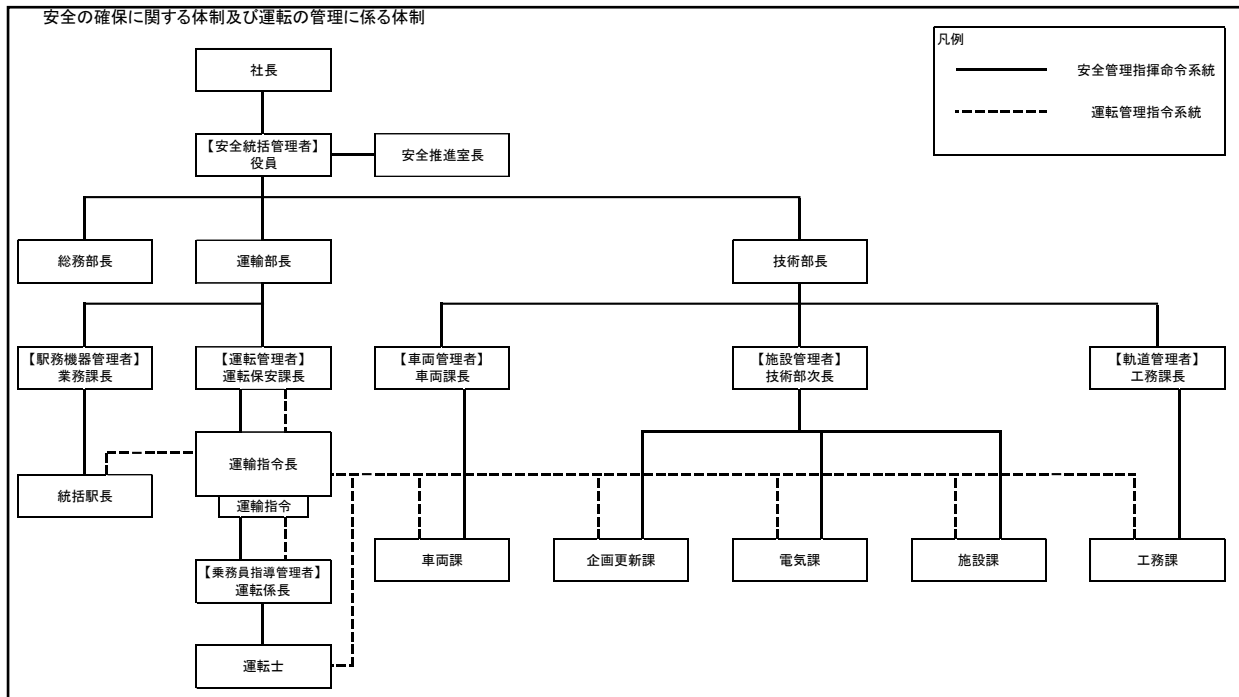 安全の確保に関する体制及び運転の管理に係る体制
凡例
安全管理指揮命令系統
運転管理指令系統
社長
【安全統括管理者】
役員
安全推進室長
総務部長
運輸部長
技術部長
【駅務機器管理者】
業務課長
【運転管理者】
運転保安課長
【車両管理者】
車両課長
【施設管理者】
技術部次長
【軌道管理者】
工務課長
運輸指令長
運輸指令
統括駅長
【乗務員指導管理者】
運転係長
車両課
企画更新課
電気課
施設課
工務課
運転士